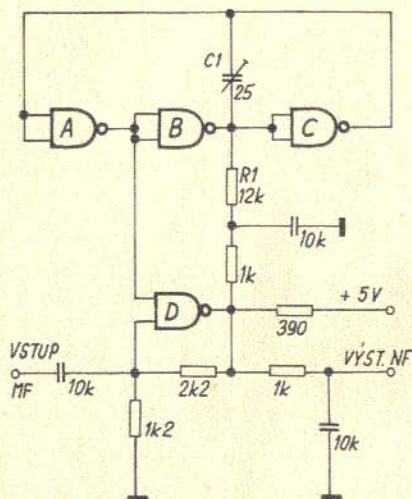 C1
25
A
B
C
R1
12k
10k
1k
D
+ 5V
390
VSTUP
MF
10k
2k2
1k
VÝST. NF
1k2
10k